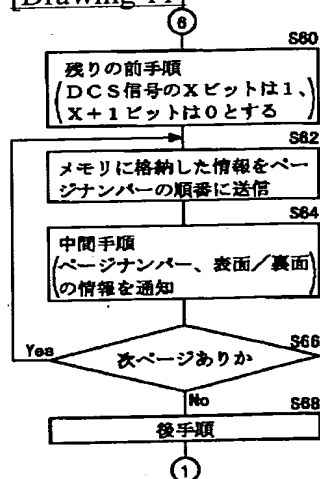 [Drawing 11]
6
S60
残りの前手順
(DCS信号のXビットは1、
X+1ビットは0とする)
S62
メモリに格納した情報をペー
ジナンバーの順番に送信
S64
中間手順
(ページナンバー、表面/裏面
の情報を通知)
S66
次ページありか
Yes
No
S68
後手順
1